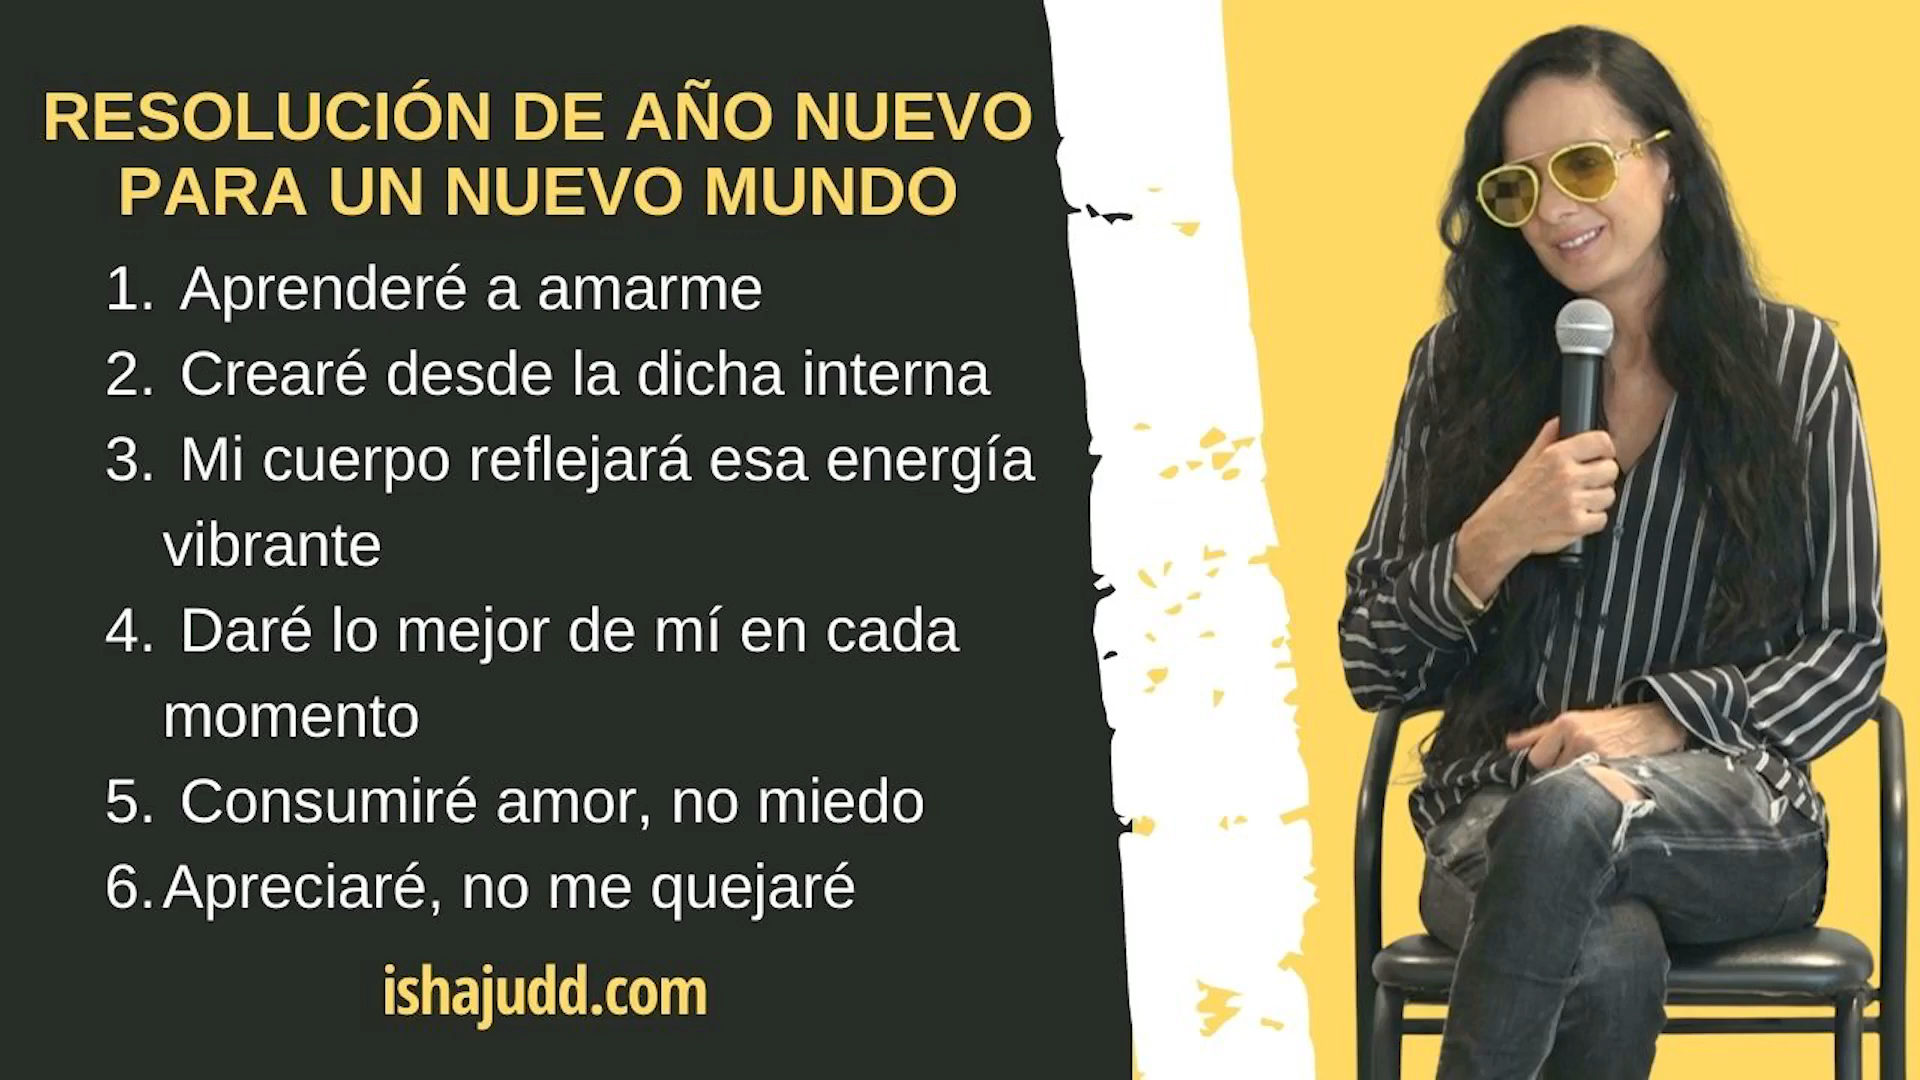 RESOLUCIÓN DE AÑO NUEVO
PARA UN NUEVO MUNDO
1. Aprenderé a amarme
2. Crearé desde la dicha interna
3. Mi cuerpo reflejará esa energía
vibrante
4. Daré lo mejor de mí en cada
momento
5. Consumiré amor, no miedo
6. Apreciaré, no me quejaré
ishajudd.com